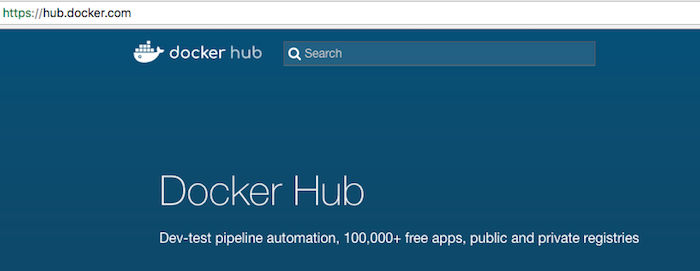 https://hub.docker.com
docker hub Search
Docker Hub
Dev-test pipeline automation, 100,000+ free apps, public and private registries